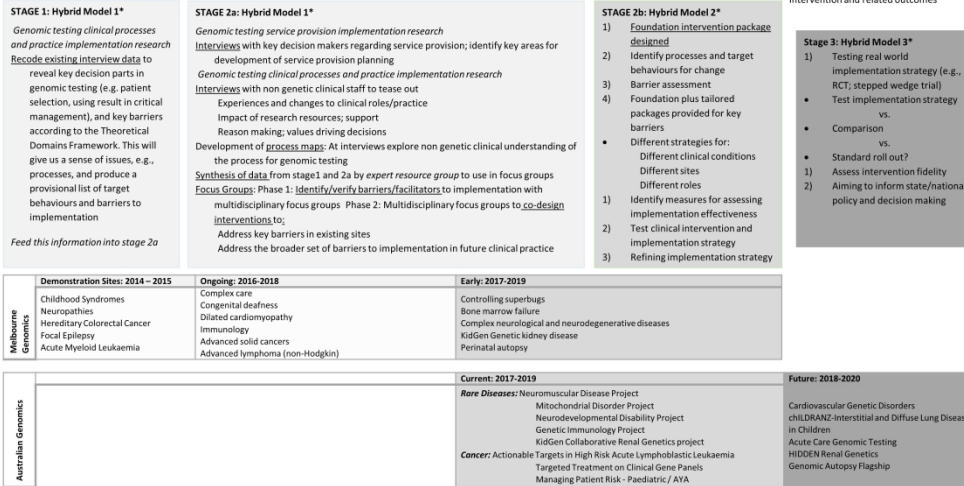 intervention and related outcomes
STAGE 1: Hybrid Model 1*
Genomic testing clinical processes
and practice implementation research
Recode existing interview data to
reveal key decision parts in
genomic testing (e.g. patient
selection, using result in critical
management), and key barriers
according to the Theoretical
Domains Framework. This will
give us a sense of issues, e.g.,
processes, and produce a
provisional list of target
behaviours and barriers to
implementation
Feed this information into stage 2a
STAGE 2a: Hybrid Model 1*
Genomic testing service provision implementation research
Interviews with key decision makers regarding service provision; identify key areas for
development of service provision planning
Genomic testing clinical processes and practice implementation research
Interviews with non genetic clinical staff to tease out
Experiences and changes to clinical roles/practice
Impact of research resources; support
Reason making; values driving decisions
Development of process maps: At interviews explore non genetic clinical understanding of
the process for genomic testing
Synthesis of data from stage1 and 2a by expert resource group to use in focus groups
Focus Groups: Phase 1: Identify/verify barriers/facilitators to implementation with
multidisciplinary focus groups Phase 2: Multidisciplinary focus groups to co-design
interventions to:
Address key barriers in existing sites
Address the broader set of barriers to implementation in future clinical practice
STAGE 2b: Hybrid Model 2*
1) Foundation intervention package
designed
2) Identify processes and target
behaviours for change
3) Barrier assessment
4) Foundation plus tailored
packages provided for key
barriers
• Different strategies for:
Different clinical conditions
Different sites
Different roles
1) Identify measures for assessing
implementation effectiveness
2) Test clinical intervention and
implementation strategy
3) Refining implementation strategy
Stage 3: Hybrid Model 3*
1) Testing real world
implementation strategy (e.g.,
RCT; stepped wedge trial)
• Test implementation strategy
vs.
• Comparison
vs.
• Standard roll out?
1) Assess intervention fidelity
2) Aiming to inform state/nationa
policy and decision making
Melbourne
Genomics
Demonstration Sites: 2014 – 2015
Childhood Syndromes
Neuropathies
Hereditary Colorectal Cancer
Focal Epilepsy
Acute Myeloid Leukaemia
Ongoing: 2016-2018
Complex care
Congenital deafness
Dilated cardiomyopathy
Immunology
Advanced solid cancers
Advanced lymphoma (non-Hodgkin)
Early: 2017-2019
Controlling superbugs
Bone marrow failure
Complex neurological and neurodegenerative diseases
KidGen Genetic kidney disease
Perinatal autopsy
Australian Genomics
Current: 2017-2019
Rare Diseases: Neuromuscular Disease Project
Mitochondrial Disorder Project
Neurodevelopmental Disability Project
Genetic Immunology Project
KidGen Collaborative Renal Genetics project
Cancer: Actionable Targets in High Risk Acute Lymphoblastic Leukaemia
Targeted Treatment on Clinical Gene Panels
Managing Patient Risk - Paediatric / AYA
Future: 2018-2020
Cardiovascular Genetic Disorders
chILDRANZ-Interstitial and Diffuse Lung Diseas
in Children
Acute Care Genomic Testing
HIDDEN Renal Genetics
Genomic Autopsy Flagship